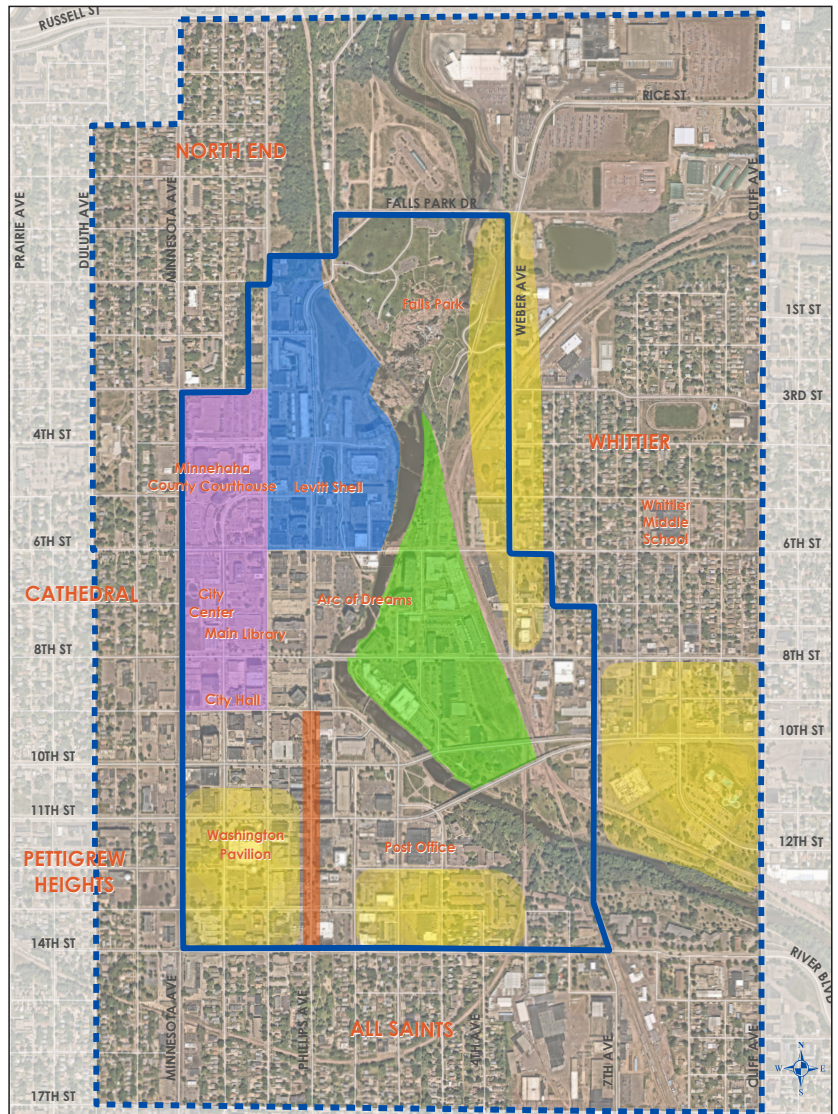 RUSSELL ST
RICE ST
NORTH END
FALLS PARK DR
PRAIRIE AVE
DULUTH AVE
MINNESOTA AVE
CLIFF AVE
WEBER AVE
Falls Park
1ST ST
3RD ST
4TH ST
WHITTIER
Minnehaha
County Courthouse
Levitt Shell
Whittier
Middle
School
6TH ST
6TH ST
CATHEDRAL
City
Center
Arc of Dreams
Main Library
8TH ST
8TH ST
City Hall
10TH ST
10TH ST
11TH ST
Washington
Pavilion
Post Office
12TH ST
PETTIGREW
HEIGHTS
14TH ST
RIVER BLVD
MINNESOTA AVE
PHILLIPS AVE
ALL SAINTS
4TH AVE
7TH AVE
CLIFF AVE
17TH ST
N
W
E
S